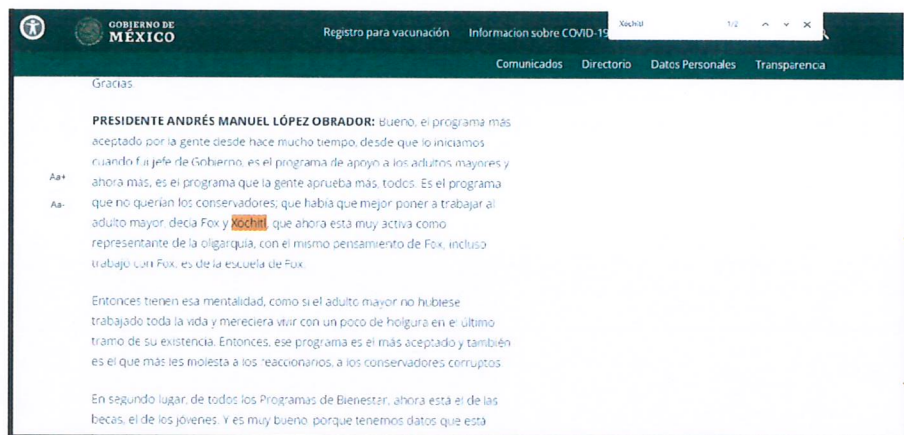 GOBIERNO DE
MÉXICO
Registro para vacunación Informacion sobre COVID-19
Xochitl 1/2
Comunicados Directorio Datos Personales Transparencia
Gracias.
PRESIDENTE ANDRÉS MANUEL LÓPEZ OBRADOR: Bueno, el programa más
aceptado por la gente desde hace mucho tiempo, desde que lo iniciamos
cuando fui jefe de Gobierno, es el programa de apoyo a los adultos mayores y
ahora más, es el programa que la gente aprueba más, todos. Es el programa
Aa+
que no querían los conservadores; que había que mejor poner a trabajar al
Aa-
adulto mayor, decía Fox y Xóchitl, que ahora está muy activa como
representante de la oligarquía, con el mismo pensamiento de Fox, incluso
trabajó con Fox, es de la escuela de Fox.
Entonces tienen esa mentalidad, como si el adulto mayor no hubiese
trabajado toda la vida y mereciera vivir con un poco de holgura en el último
tramo de su existencia. Entonces, ese programa es el más aceptado y también
es el que más les molesta a los reaccionarios, a los conservadores corruptos.
En segundo lugar, de todos los Programas de Bienestar, ahora está el de las
becas, el de los jóvenes. Y es muy bueno, porque tenemos datos que está